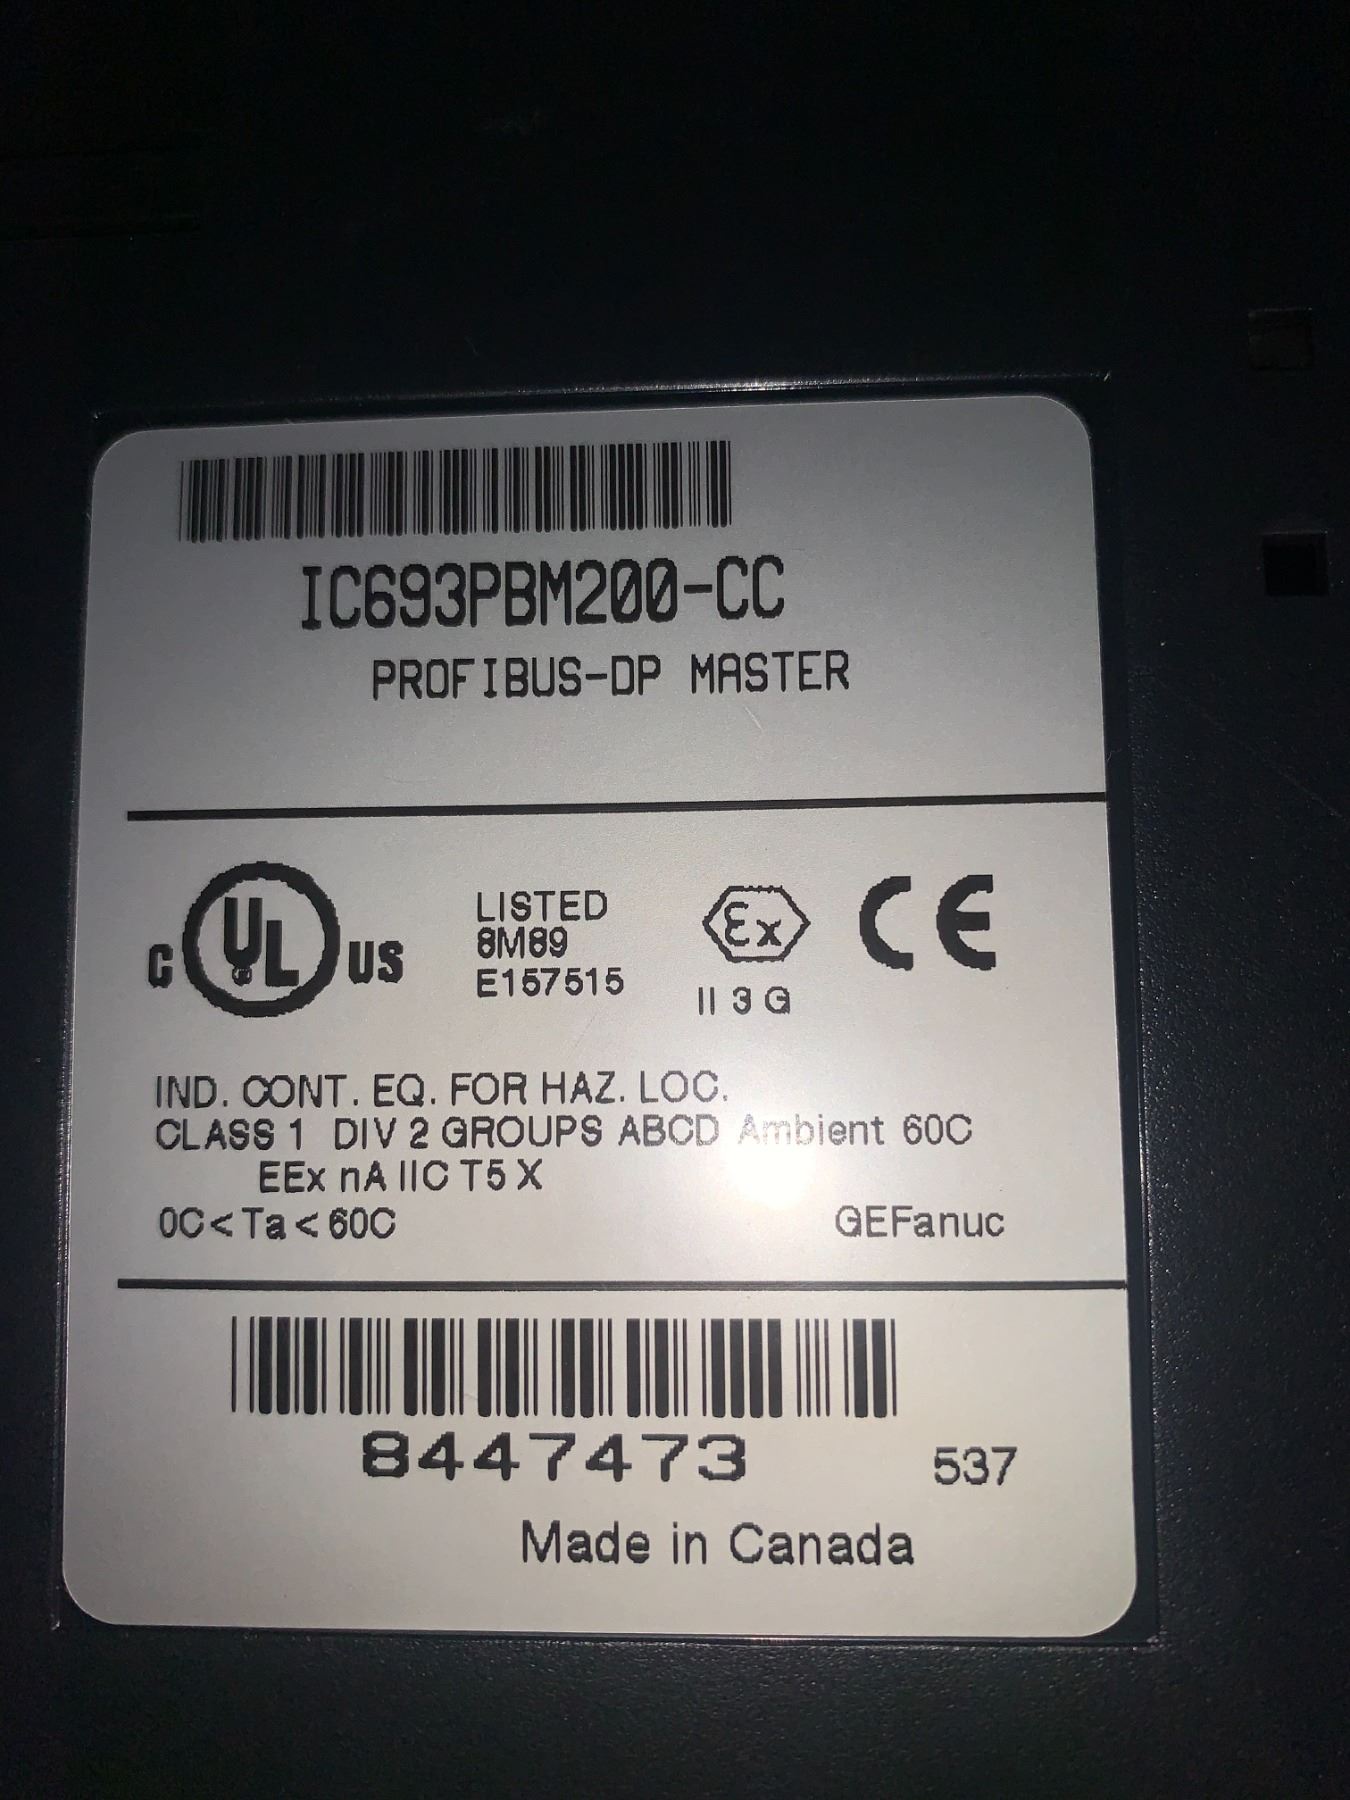 IC693PBM200-CC
PROFIBUS-DP MASTER
C UL US
LISTED
8M89
E157515
Ex
II 3 G
CE
IND. CONT. EQ. FOR HAZ. LOC.
CLASS 1 DIV 2 GROUPS ABCD Ambient 60C
EEx nA IIC T5 X
0C < Ta < 60C GEFanuc
8447473 537
Made in Canada